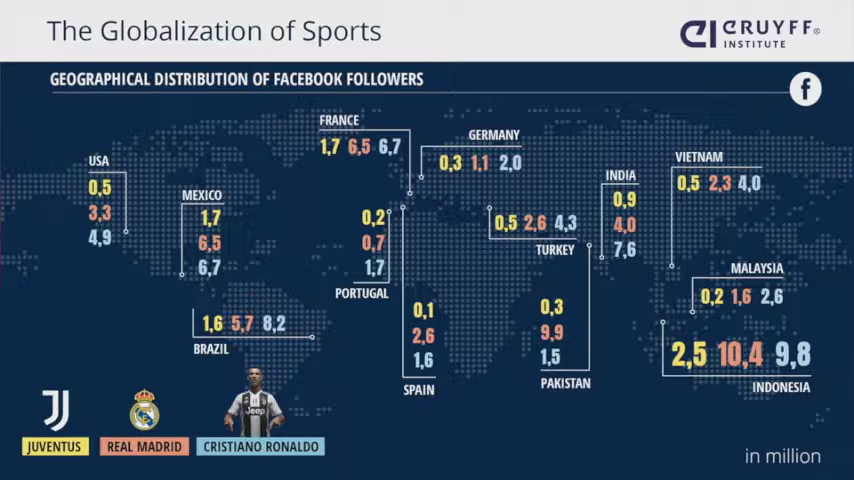 The Globalization of Sports
CRUYFF®
INSTITUTE
GEOGRAPHICAL DISTRIBUTION OF FACEBOOK FOLLOWERS
f
FRANCE
1,7 6,5 6,7
GERMANY
0,3 1,1 2,0
USA
0,5
3,3
4,9
MEXICO
1,7
6,5
6,7
PORTUGAL
0,2
0,7
1,7
TURKEY
0,5 2,6 4,3
INDIA
0,9
4,0
7,6
VIETNAM
0,5 2,3 4,0
MALAYSIA
0,2 1,6 2,6
BRAZIL
1,6 5,7 8,2
SPAIN
0,1
2,6
1,6
PAKISTAN
0,3
9,9
1,5
2,5 10,4 9,8
INDONESIA
Jeep
JUVENTUS
REAL MADRID
CRISTIANO RONALDO
in million